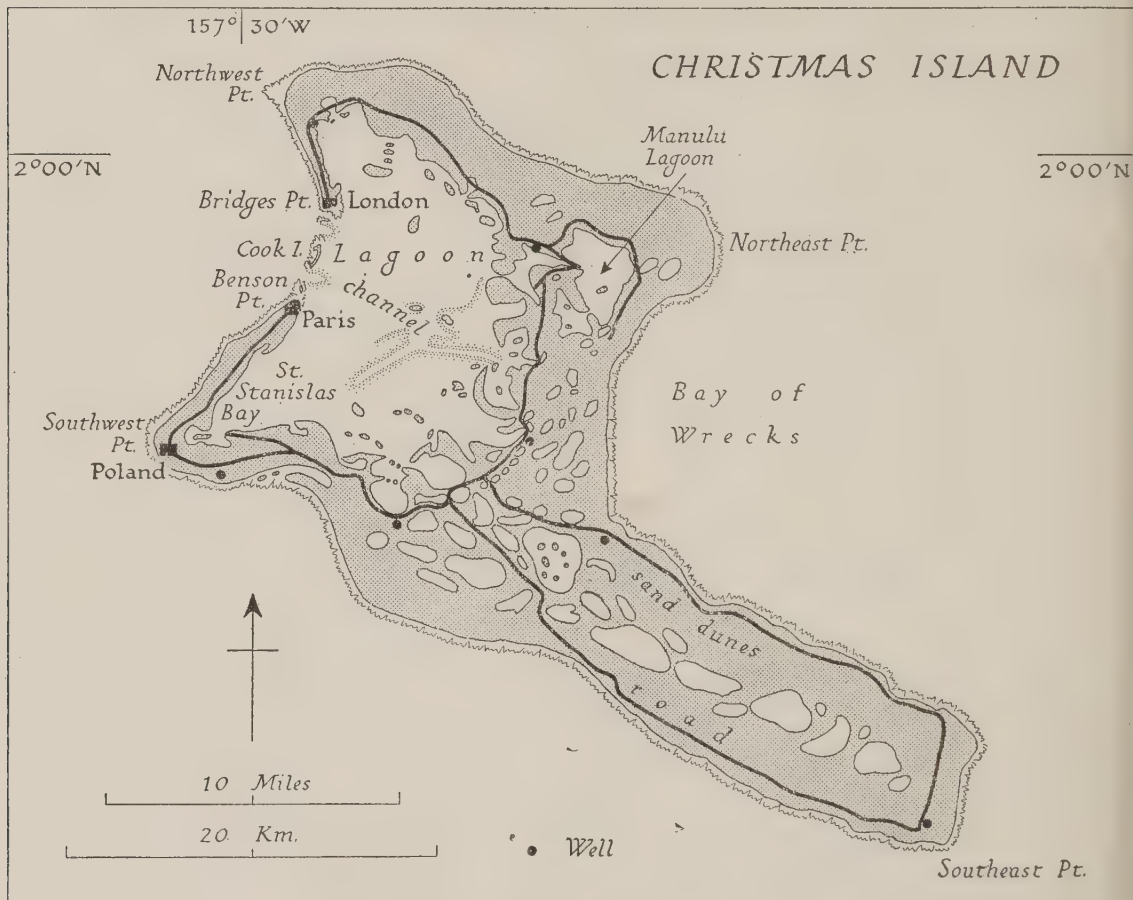 157° 30′W
CHRISTMAS ISLAND
Northwest
Pt.
Manulu
Lagoon
2°00′N
2°00′N
Bridges Pt.
London
Northeast Pt.
Cook I.
Lagoon
Benson
Pt.
channel
Paris
St.
Stanislas
Bay
Bay of
Wrecks
Southwest
Pt.
Poland
sand dunes
road
10 Miles
20 Km.
Well
Southeast Pt.